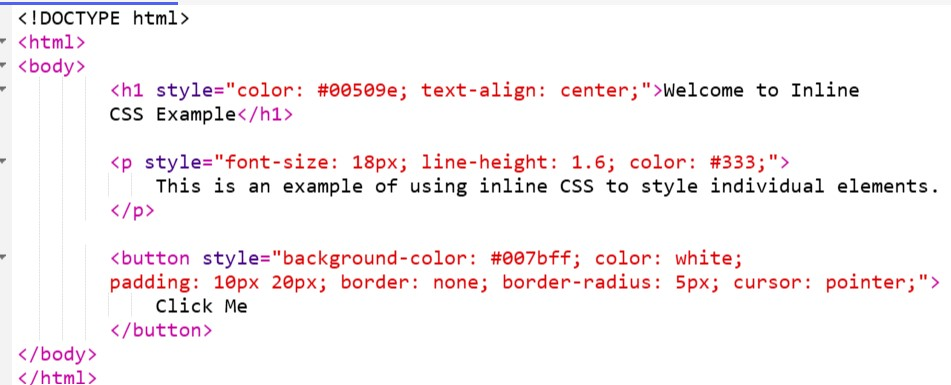 <!DOCTYPE html>
<html>
<body>
<h1 style="color: #00509e; text-align: center;">Welcome to Inline
CSS Example</h1>
<p style="font-size: 18px; line-height: 1.6; color: #333;">
This is an example of using inline CSS to style individual elements.
</p>
<button style="background-color: #007bff; color: white;
padding: 10px 20px; border: none; border-radius: 5px; cursor: pointer;">
Click Me
</button>
</body>
</html>